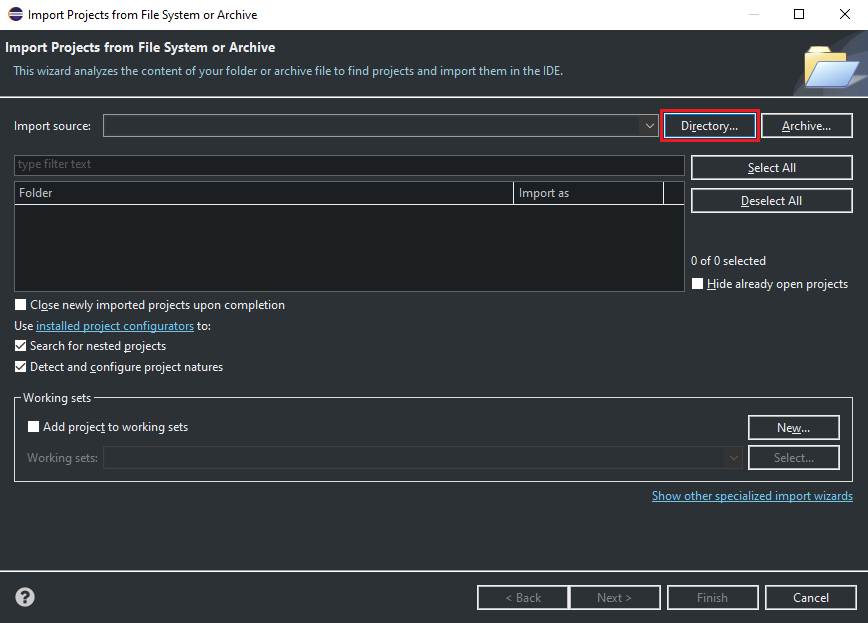 Import Projects from File System or Archive
Import Projects from File System or Archive
This wizard analyzes the content of your folder or archive file to find projects and import them in the IDE.
Import source: Directory... Archive...
type filter text Select All
Folder Import as
Deselect All
0 of 0 selected
Hide already open projects
Close newly imported projects upon completion
Use installed project configurators to:
Search for nested projects
Detect and configure project natures
Working sets
Add project to working sets New...
Working sets: Select...
Show other specialized import wizards
? < Back Next > Finish Cancel